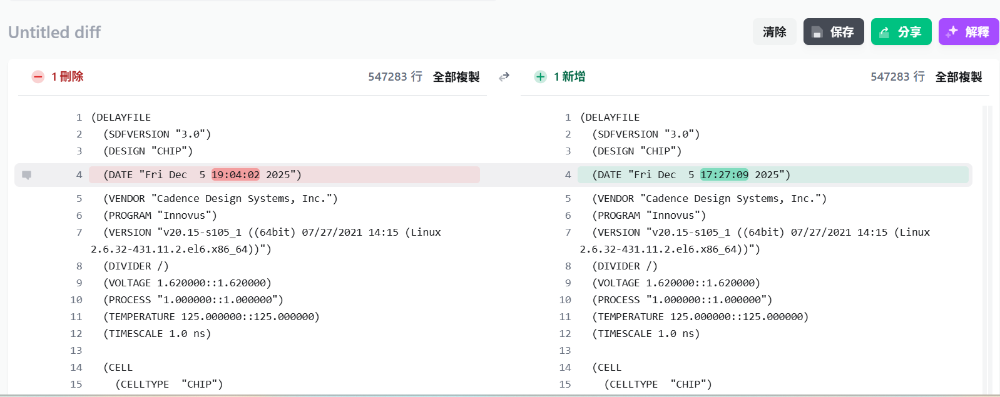 Untitled diff
清除
保存
分享
解釋
1 刪除
547283 行
全部複製
1 新增
547283 行
全部複製
1 (DELAYFILE
2 (SDFVERSION "3.0")
3 (DESIGN "CHIP")
4 (DATE "Fri Dec  5 19:04:02 2025")
5 (VENDOR "Cadence Design Systems, Inc.")
6 (PROGRAM "Innovus")
7 (VERSION "v20.15-s105_1 ((64bit) 07/27/2021 14:15 (Linux
2.6.32-431.11.2.el6.x86_64))")
8 (DIVIDER /)
9 (VOLTAGE 1.620000::1.620000)
10 (PROCESS "1.000000::1.000000")
11 (TEMPERATURE 125.000000::125.000000)
12 (TIMESCALE 1.0 ns)
13
14 (CELL
15 (CELLTYPE  "CHIP")
1 (DELAYFILE
2 (SDFVERSION "3.0")
3 (DESIGN "CHIP")
4 (DATE "Fri Dec  5 17:27:09 2025")
5 (VENDOR "Cadence Design Systems, Inc.")
6 (PROGRAM "Innovus")
7 (VERSION "v20.15-s105_1 ((64bit) 07/27/2021 14:15 (Linux
2.6.32-431.11.2.el6.x86_64))")
8 (DIVIDER /)
9 (VOLTAGE 1.620000::1.620000)
10 (PROCESS "1.000000::1.000000")
11 (TEMPERATURE 125.000000::125.000000)
12 (TIMESCALE 1.0 ns)
13
14 (CELL
15 (CELLTYPE  "CHIP")